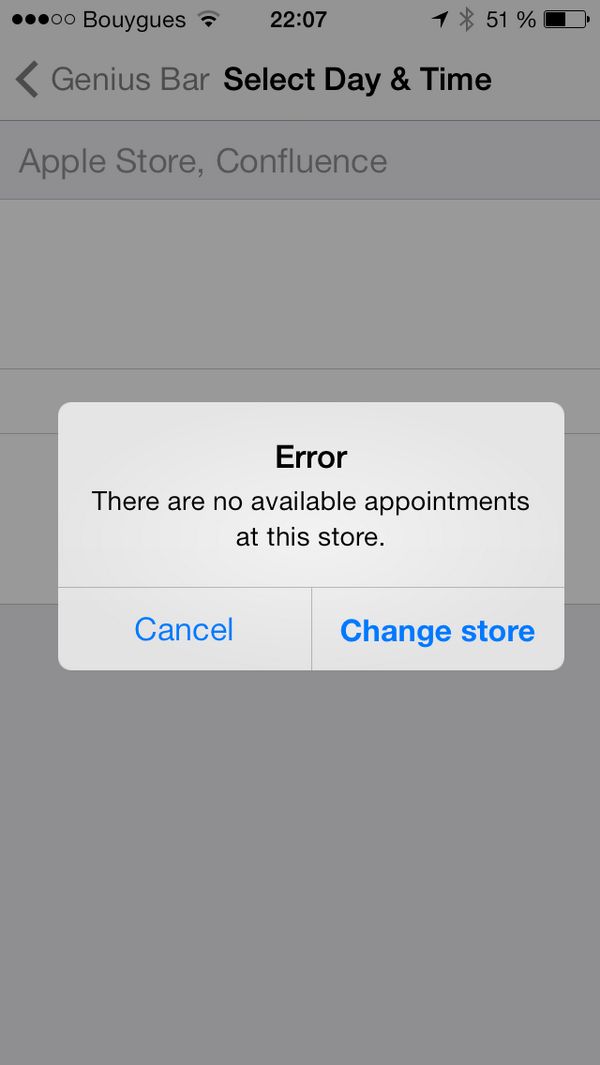 Bouygues 22:07 51 %
Genius Bar Select Day & Time
Apple Store, Confluence
Error
There are no available appointments
at this store.
Cancel Change store